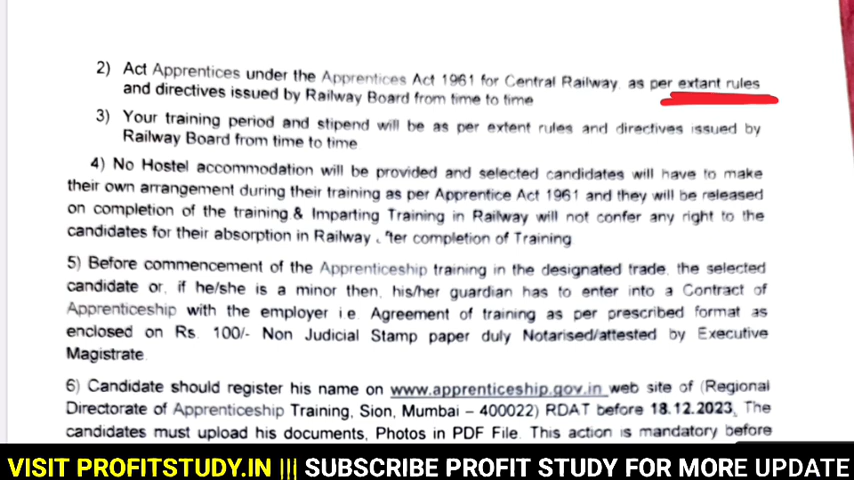 2) Act Apprentices under the Apprentices Act 1961 for Central Railway. as per extant rules
and directives issued by Railway Board from time to time
3) Your training period and stipend will be as per extent rules and directives issued by
Railway Board from time to time
4) No Hostel accommodation will be provided and selected candidates will have to make
their own arrangement during their training as per Apprentice Act 1961 and they will be released
on completion of the training & Imparting Training in Railway will not confer any right to the
candidates for their absorption in Railway completion of Training
5) Before commencement of the Apprenticeship training in the designated trade, the selected
candidate or, if he/she is a minor then, his/her guardian has to enter into a Contract of
Apprenticeship with the employer i.e. Agreement of training as per prescribed format as
enclosed on Rs. 100/- Non Judicial Stamp paper duly Notarised/attested by Executive
Magistrate.
6) Candidate should register his name on www.apprenticeship.gov.in web site of (Regional
Directorate of Apprenticeship Training, Sion, Mumbai – 400022) RDAT before 18.12.2023, The
candidates must upload his documents, Photos in PDF File. This action is mandatory before
VISIT PROFITSTUDY.IN ||| SUBSCRIBE PROFIT STUDY FOR MORE UPDATE